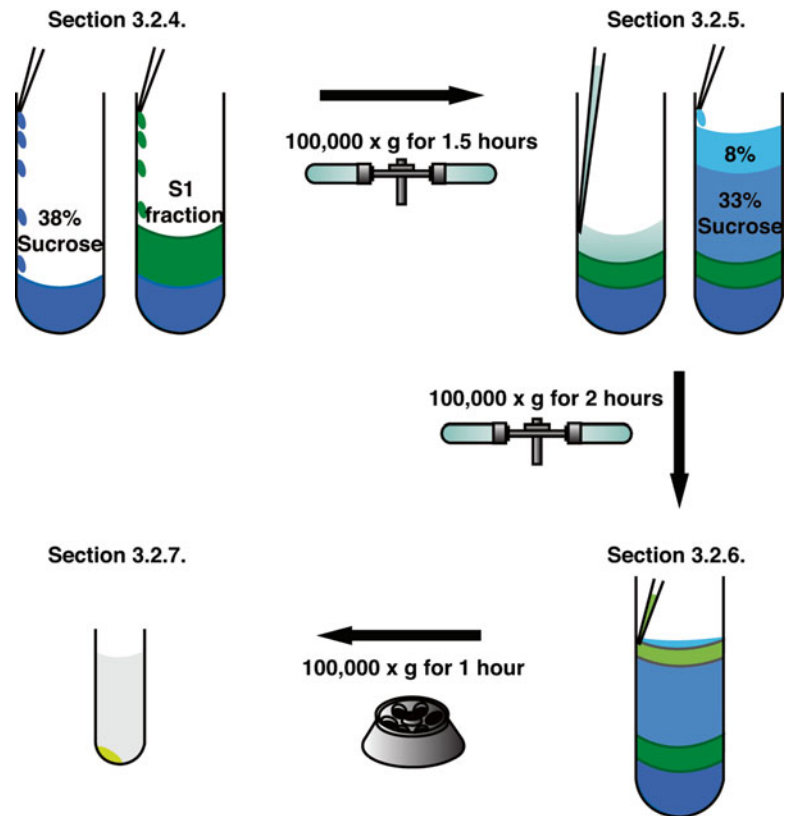 Section 3.2.4.
Section 3.2.5.
100,000 x g for 1.5 hours
38%
Sucrose
S1
fraction
8%
33%
Sucrose
100,000 x g for 2 hours
Section 3.2.7.
Section 3.2.6.
100,000 x g for 1 hour